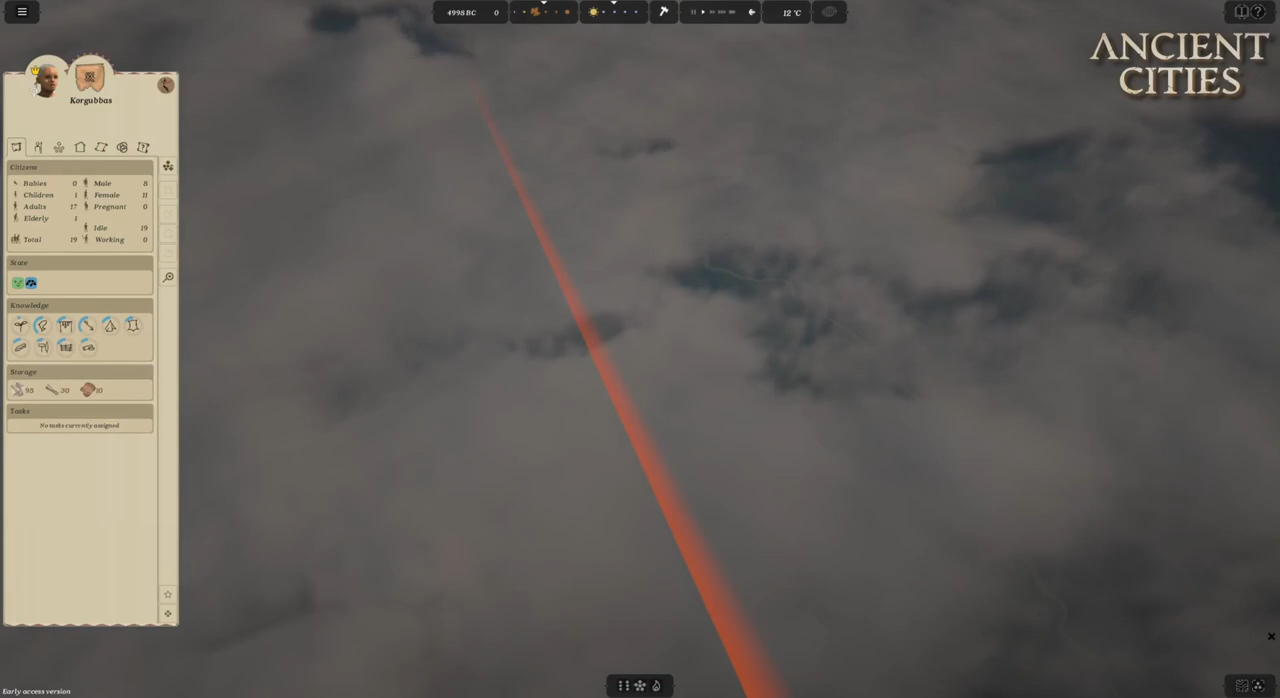 4998 BC 0
12 °C
ANCIENT
CITIES
Korgubbas
Citizens
Babies 0 Male 8
Children 1 Female 11
Adults 17 Pregnant 0
Elderly 1
Idle 19
Total 19 Working 0
State
Knowledge
Storage
95 30 10
Tasks
No tasks currently assigned
Early access version